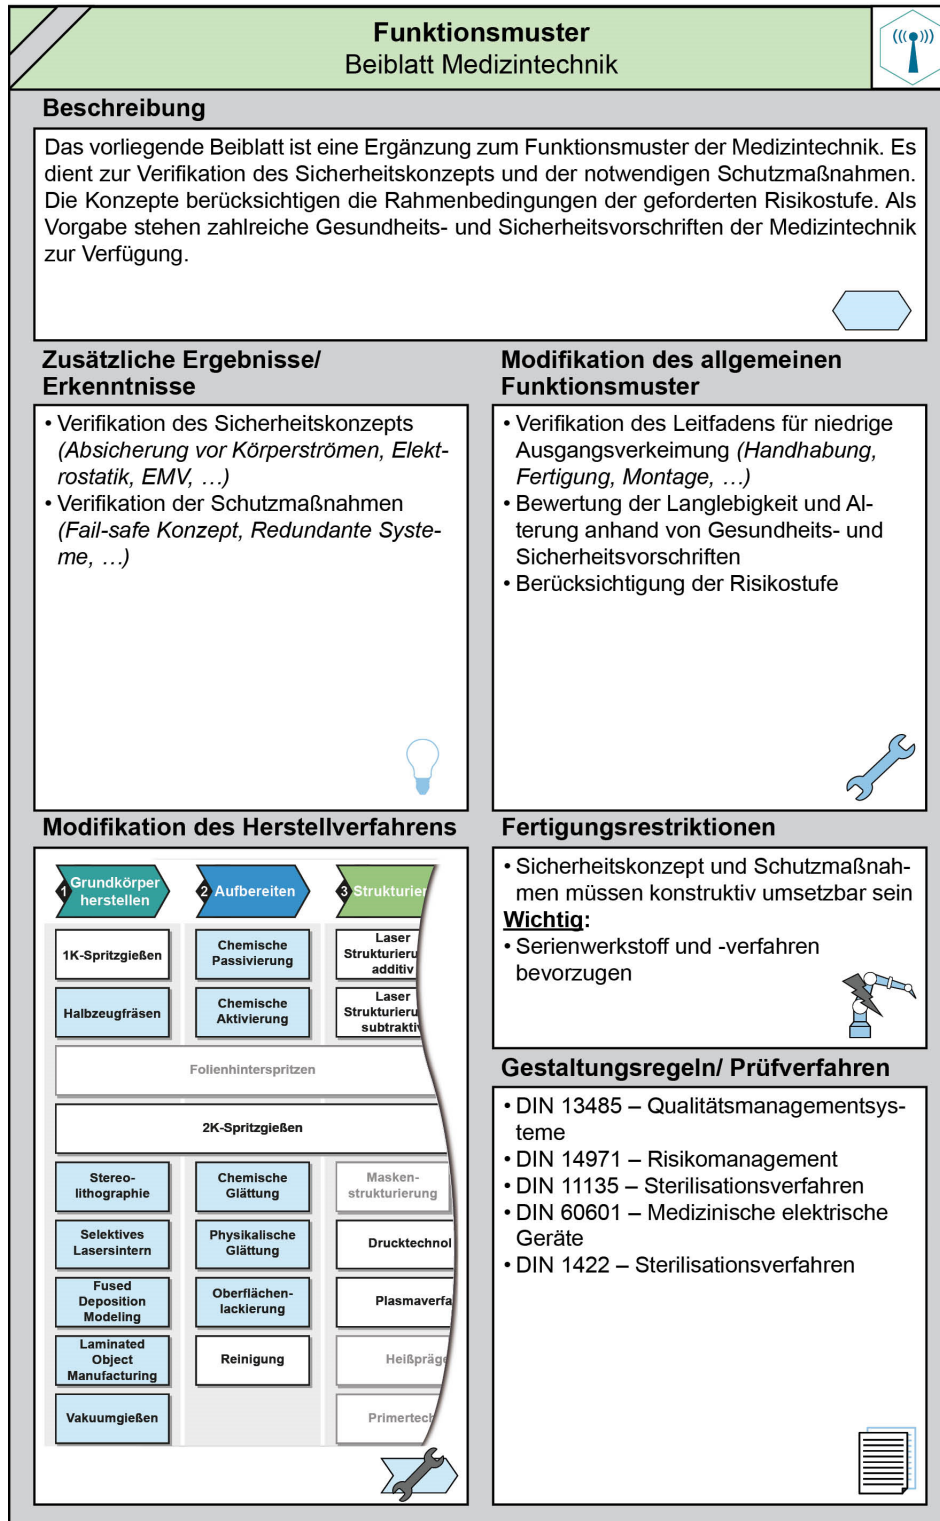 Funktionsmuster
Beiblatt Medizintechnik
Beschreibung
Das vorliegende Beiblatt ist eine Ergänzung zum Funktionsmuster der Medizintechnik. Es
dient zur Verifikation des Sicherheitskonzepts und der notwendigen Schutzmaßnahmen.
Die Konzepte berücksichtigen die Rahmenbedingungen der geforderten Risikostufe. Als
Vorgabe stehen zahlreiche Gesundheits- und Sicherheitsvorschriften der Medizintechnik
zur Verfügung.
Zusätzliche Ergebnisse/
Erkenntnisse
• Verifikation des Sicherheitskonzepts
(Absicherung vor Körperströmen, Elekt-
rostatik, EMV, …)
• Verifikation der Schutzmaßnahmen
(Fail-safe Konzept, Redundante Syste-
me, …)
Modifikation des allgemeinen
Funktionsmuster
• Verifikation des Leitfadens für niedrige
Ausgangsverkeimung (Handhabung,
Fertigung, Montage, …)
• Bewertung der Langlebigkeit und Al-
terung anhand von Gesundheits- und
Sicherheitsvorschriften
• Berücksichtigung der Risikostufe
Modifikation des Herstellverfahrens
1 Grundkörper
herstellen
2 Aufbereiten
3 Strukturier
1K-Spritzgießen
Chemische
Passivierung
Laser
Strukturieru
additiv
Halbzeugfräsen
Chemische
Aktivierung
Laser
Strukturieru
subtrakti
Folienhinterspritzen
2K-Spritzgießen
Stereo-
lithographie
Chemische
Glättung
Masken-
strukturierung
Selektives
Lasersintern
Physikalische
Glättung
Drucktechnol
Fused
Deposition
Modeling
Oberflächen-
lackierung
Plasmaverfa
Laminated
Object
Manufacturing
Reinigung
Heißpräge
Vakuumgießen
Primertech
Fertigungsrestriktionen
• Sicherheitskonzept und Schutzmaßnah-
men müssen konstruktiv umsetzbar sein
Wichtig:
• Serienwerkstoff und -verfahren
bevorzugen
Gestaltungsregeln/ Prüfverfahren
• DIN 13485 – Qualitätsmanagementsys-
teme
• DIN 14971 – Risikomanagement
• DIN 11135 – Sterilisationsverfahren
• DIN 60601 – Medizinische elektrische
Geräte
• DIN 1422 – Sterilisationsverfahren